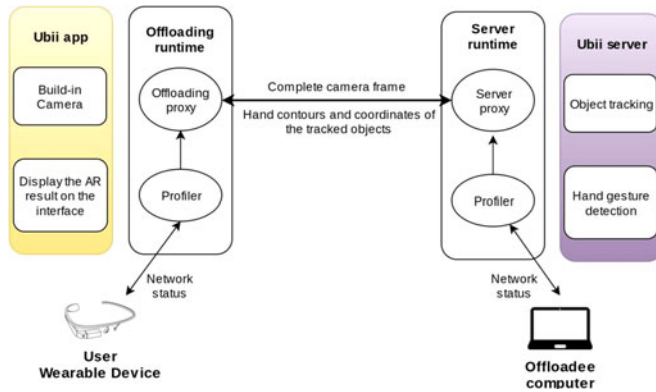 Ubii app
Build-in
Camera
Display the AR
result on the
interface
Offloading
runtime
Offloading
proxy
Profiler
Complete camera frame
Hand contours and coordinates of
the tracked objects
Server
runtime
Server
proxy
Profiler
Ubii server
Object tracking
Hand gesture
detection
Network
status
Network
status
User
Wearable Device
Offloadee
computer